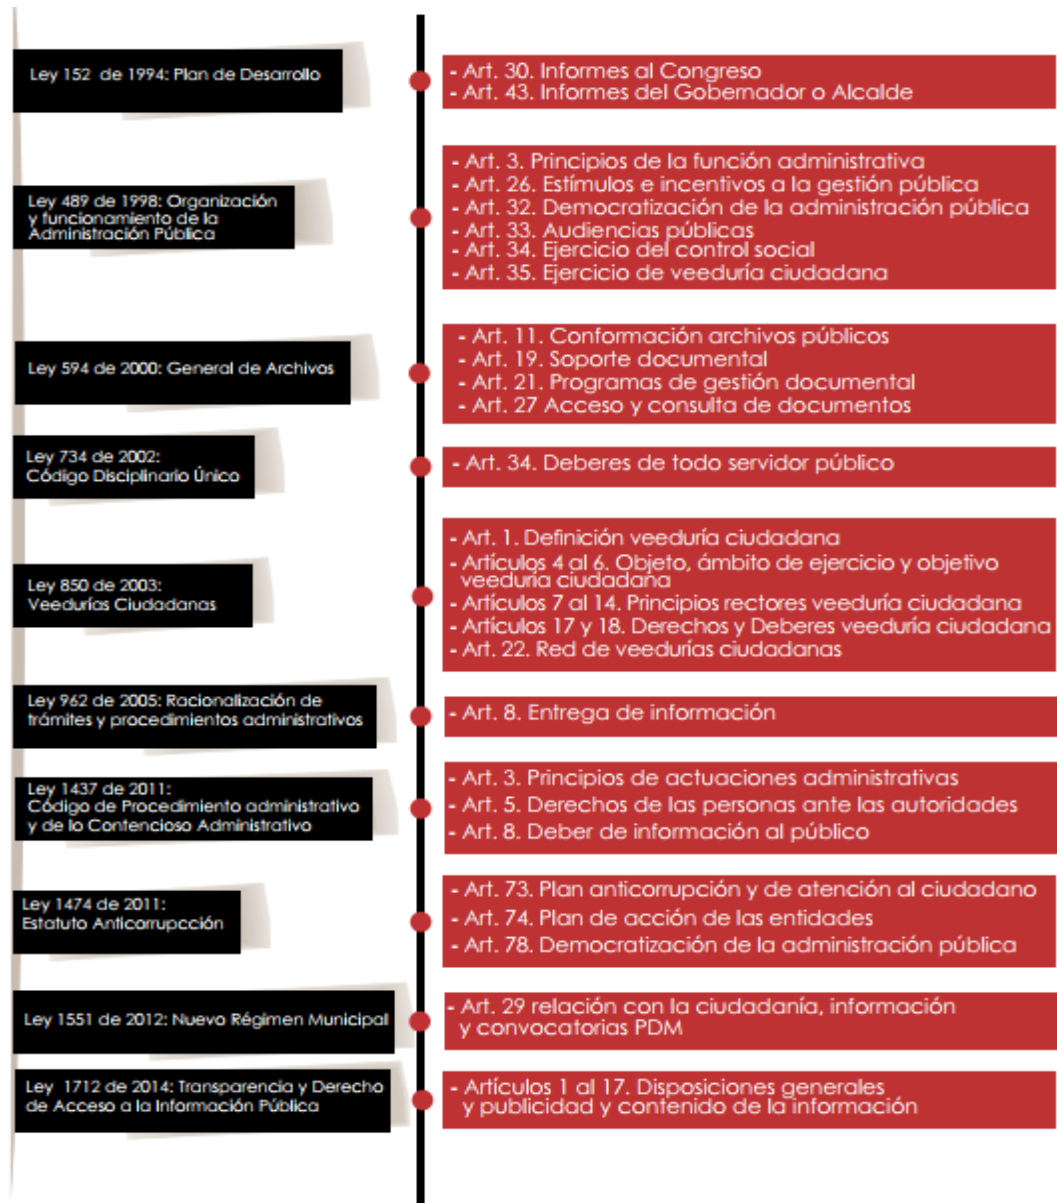 Ley 152 de 1994: Plan de Desarrollo
- Art. 30. Informes al Congreso
- Art. 43. Informes del Gobernador o Alcalde
Ley 489 de 1998: Organización
y funcionamiento de la
Administración Pública
- Art. 3. Principios de la función administrativa
- Art. 26. Estímulos e incentivos a la gestión pública
- Art. 32. Democratización de la administración pública
- Art. 33. Audiencias públicas
- Art. 34. Ejercicio del control social
- Art. 35. Ejercicio de veeduría ciudadana
Ley 594 de 2000: General de Archivos
- Art. 11. Conformación archivos públicos
- Art. 19. Soporte documental
- Art. 21. Programas de gestión documental
- Art. 27 Acceso y consulta de documentos
Ley 734 de 2002:
Código Disciplinario Único
- Art. 34. Deberes de todo servidor público
Ley 850 de 2003:
Veedurías Ciudadanas
- Art. 1. Definición veeduría ciudadana
- Artículos 4 al 6. Objeto, ámbito de ejercicio y objetivo
veeduría ciudadana
- Artículos 7 al 14. Principios rectores veeduría ciudadana
- Artículos 17 y 18. Derechos y Deberes veeduría ciudadana
- Art. 22. Red de veedurías ciudadanas
Ley 962 de 2005: Racionalización de
trámites y procedimientos administrativos
- Art. 8. Entrega de información
Ley 1437 de 2011:
Código de Procedimiento administrativo
y de lo Contencioso Administrativo
- Art. 3. Principios de actuaciones administrativas
- Art. 5. Derechos de las personas ante las autoridades
- Art. 8. Deber de información al público
Ley 1474 de 2011:
Estatuto Anticorrupcción
- Art. 73. Plan anticorrupción y de atención al ciudadano
- Art. 74. Plan de acción de las entidades
- Art. 78. Democratización de la administración pública
Ley 1551 de 2012: Nuevo Régimen Municipal
- Art. 29 relación con la ciudadanía, información
y convocatorias PDM
Ley 1712 de 2014: Transparencia y Derecho
de Acceso a la Información Pública
- Artículos 1 al 17. Disposiciones generales
y publicidad y contenido de la información